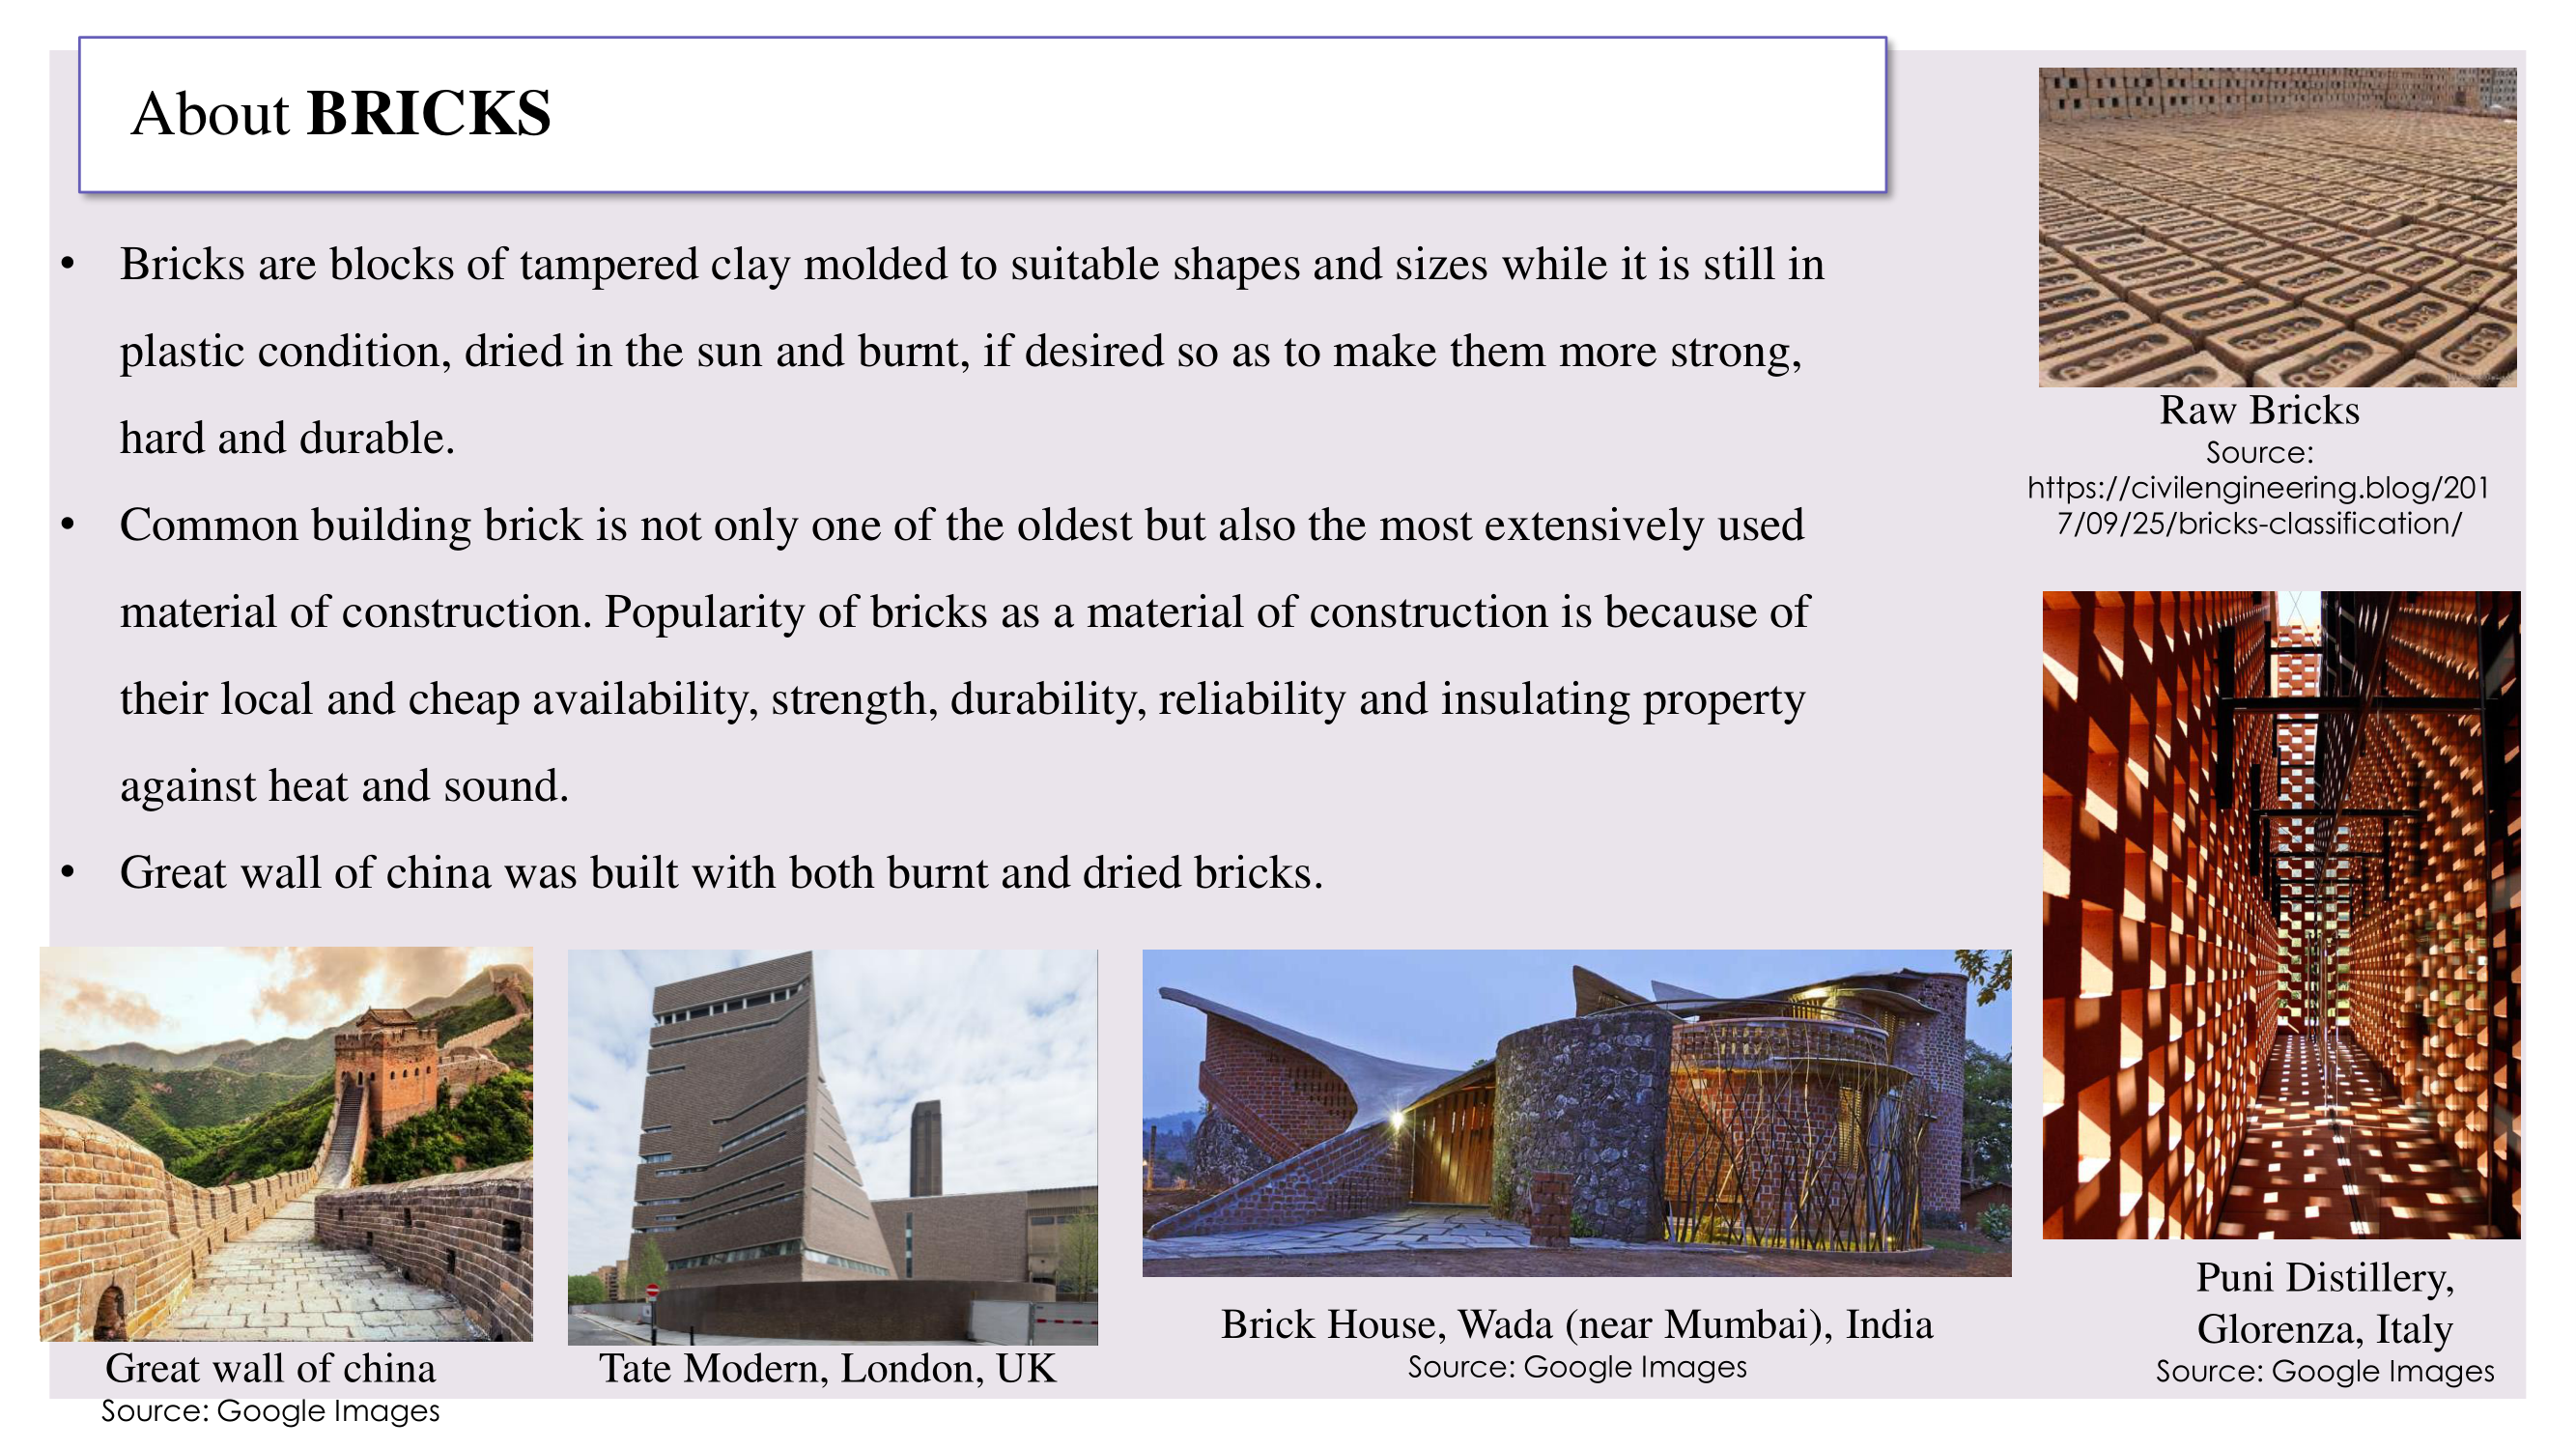 About BRICKS
• Bricks are blocks of tampered clay molded to suitable shapes and sizes while it is still in
plastic condition, dried in the sun and burnt, if desired so as to make them more strong,
hard and durable.
• Common building brick is not only one of the oldest but also the most extensively used
material of construction. Popularity of bricks as a material of construction is because of
their local and cheap availability, strength, durability, reliability and insulating property
against heat and sound.
• Great wall of china was built with both burnt and dried bricks.
Raw Bricks
Source:
https://civilengineering.blog/201
7/09/25/bricks-classification/
Great wall of china
Source: Google Images
Tate Modern, London, UK
Brick House, Wada (near Mumbai), India
Source: Google Images
Puni Distillery,
Glorenza, Italy
Source: Google Images